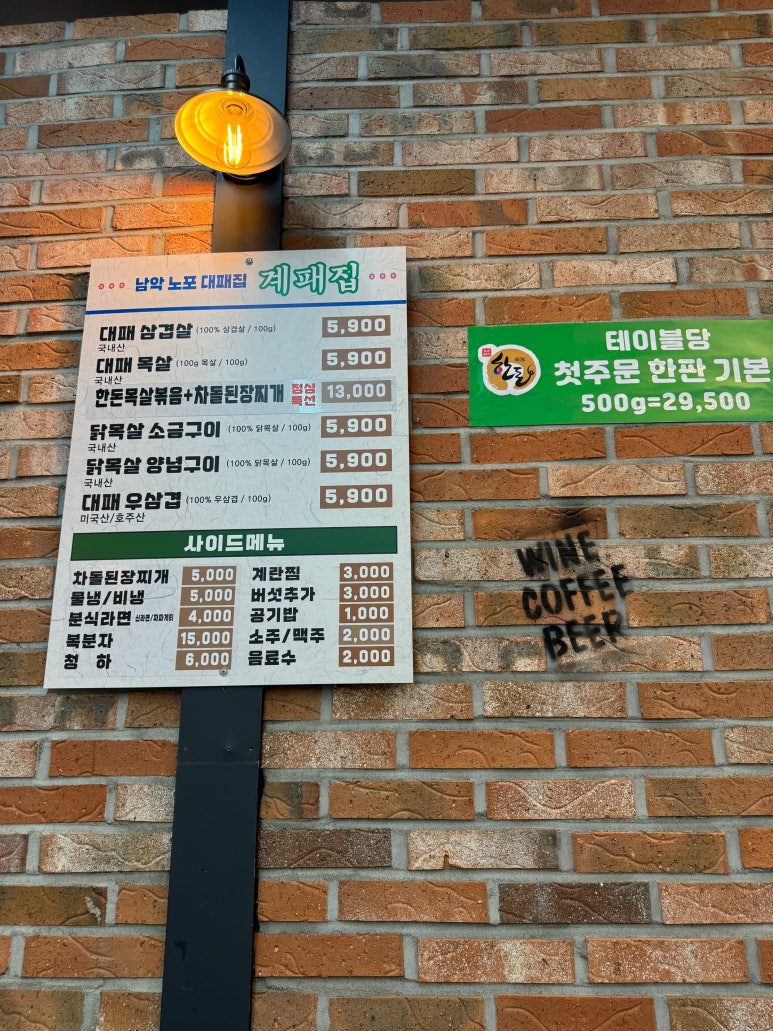 남악 노포 대패집 계패집
대패 삼겹살 (100% 삼겹살 / 100g) 5,900
국내산
대패 목살 (100g 목살 / 100g) 5,900
국내산
한돈목살볶음+차돌된장찌개 점심특선 13,000
닭목살 소금구이 (100% 닭목살 / 100g) 5,900
국내산
닭목살 양념구이 (100% 닭목살 / 100g) 5,900
국내산
대패 우삼겹 (100% 우삼겹 / 100g) 5,900
미국산/호주산
사이드메뉴
차돌된장찌개 5,000
물냉/비냉 5,000
분식라면 신라면/짜파게티 4,000
복분자 15,000
청 하 6,000
계란찜 3,000
버섯추가 3,000
공기밥 1,000
소주/맥주 2,000
음료수 2,000
한돈
테이블당
첫주문 한판 기본
500g=29,500
WINE
COFFEE
BEER